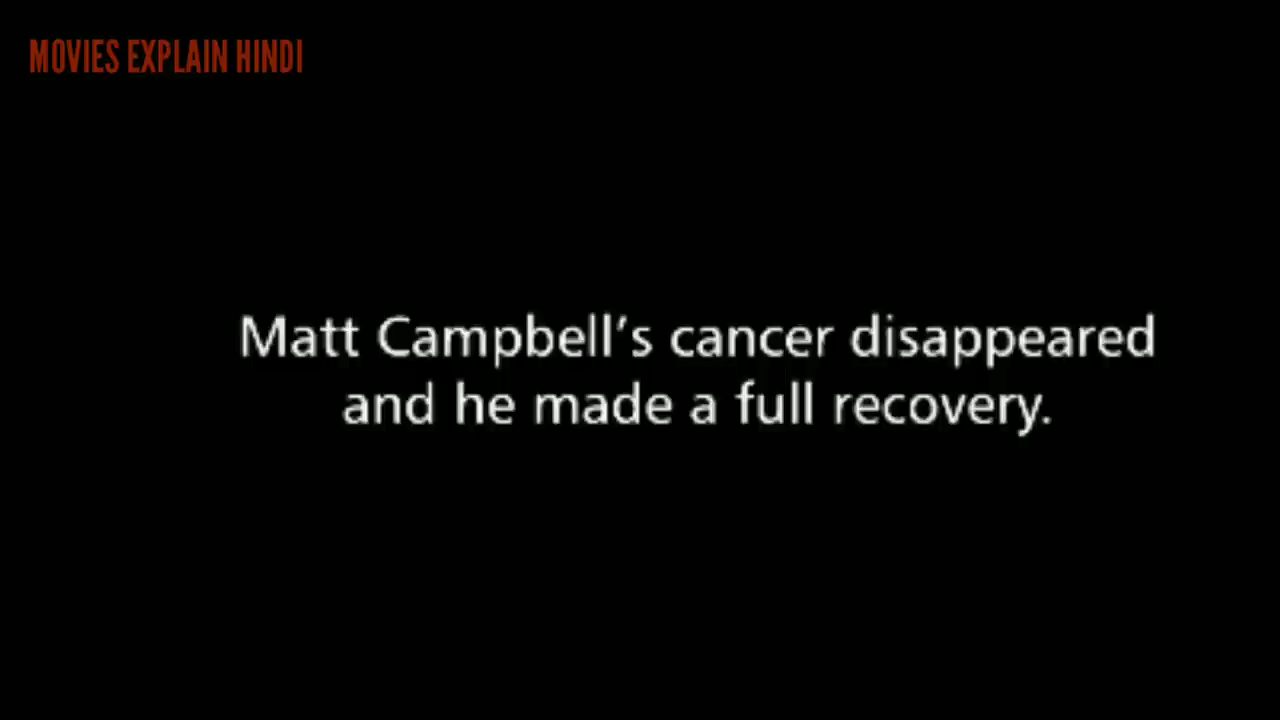 MOVIES EXPLAIN HINDI
Matt Campbell's cancer disappeared
and he made a full recovery.